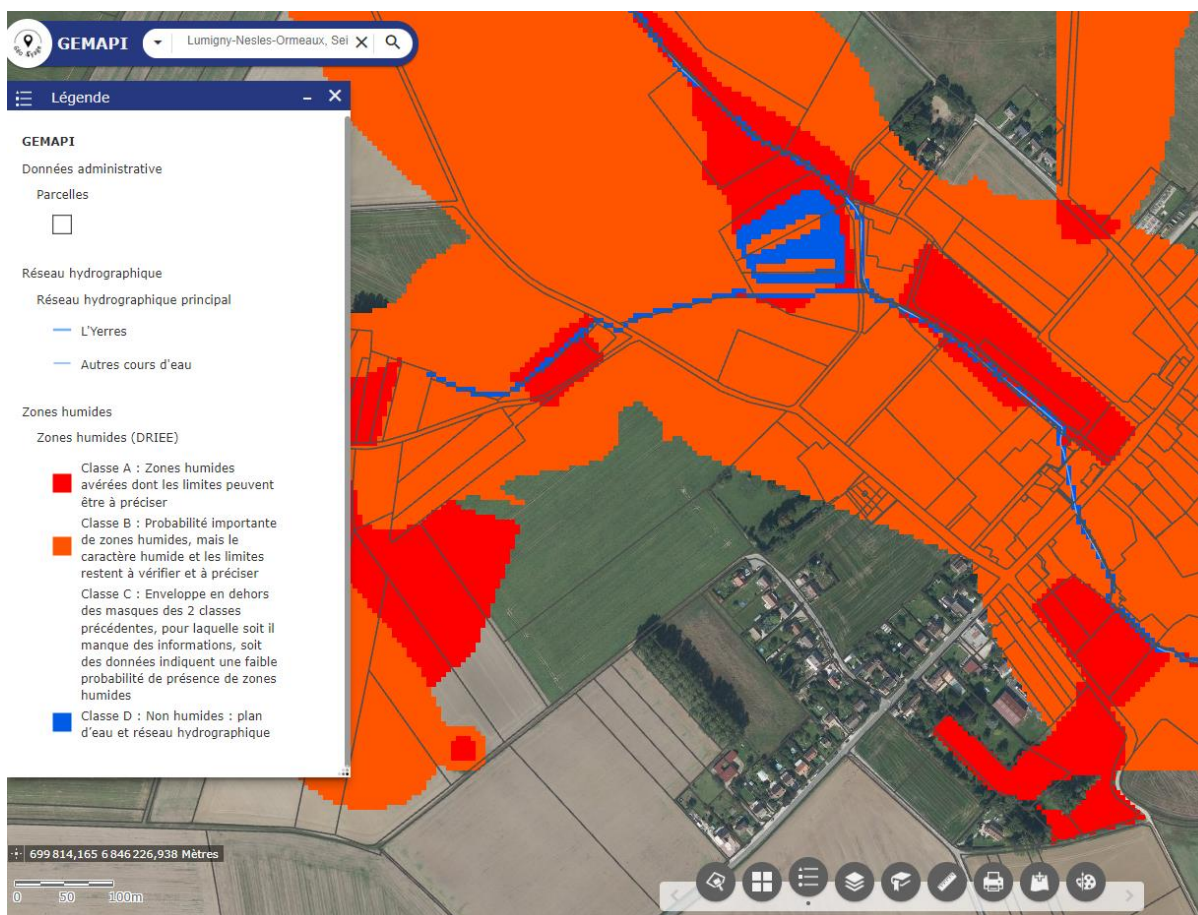 GEMAPI
Lumigny-Nesles-Ormeaux, Sei
Légende
GEMAPI
Données administrative
Parcelles
Réseau hydrographique
Réseau hydrographique principal
L'Yerres
Autres cours d'eau
Zones humides
Zones humides (DRIEE)
Classe A : Zones humides
avérées dont les limites peuvent
être à préciser
Classe B : Probabilité importante
de zones humides, mais le
caractère humide et les limites
restent à vérifier et à préciser
Classe C : Enveloppe en dehors
des masques des 2 classes
précédentes, pour laquelle soit il
manque des informations, soit
des données indiquent une faible
probabilité de présence de zones
humides
Classe D : Non humides : plan
d'eau et réseau hydrographique
699 814,165 6 846 226,938 Mètres
0 50 100m